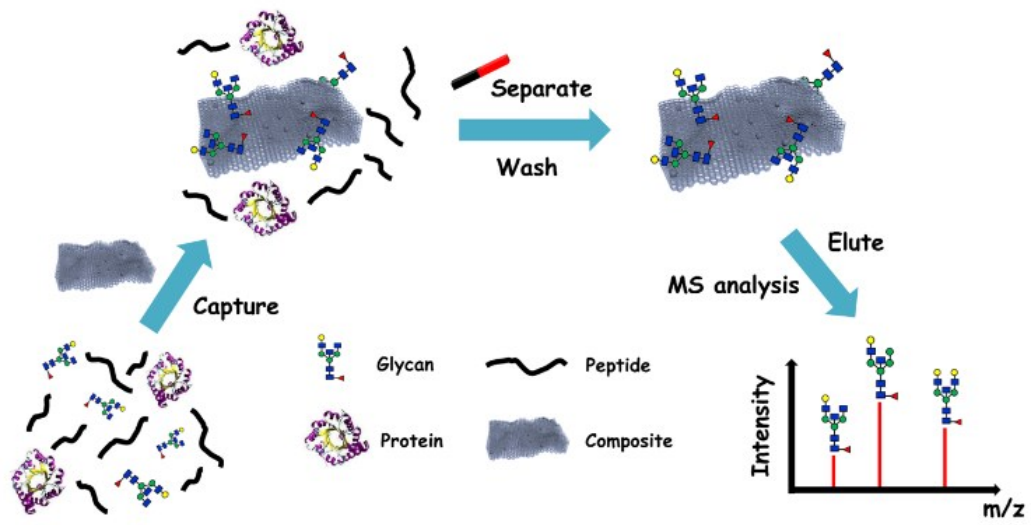 Separate
Wash
Elute
MS analysis
Capture
Glycan
Peptide
Protein
Composite
Intensity
m/z